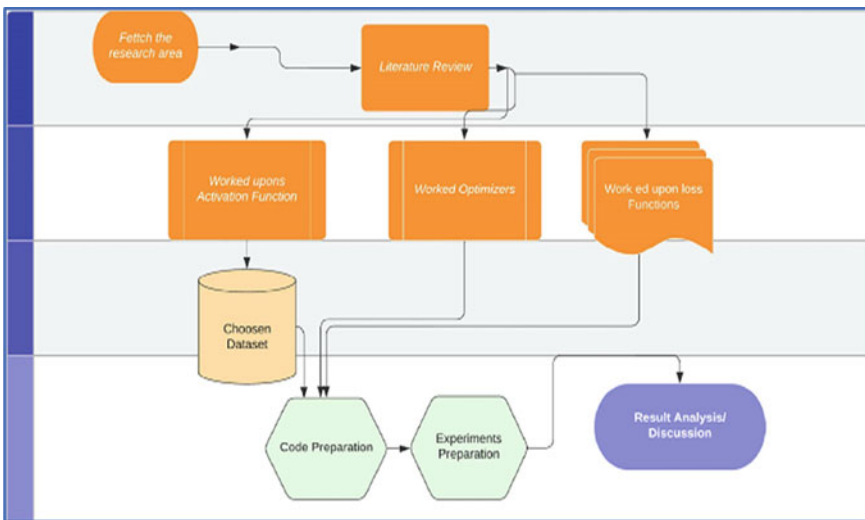 Fettch the
research area
Literature Review
Worked upons
Activation Function
Worked Optimizers
Work ed upon loss
Functions
Choosen
Dataset
Code Preparation
Experiments
Preparation
Result Analysis/
Discussion